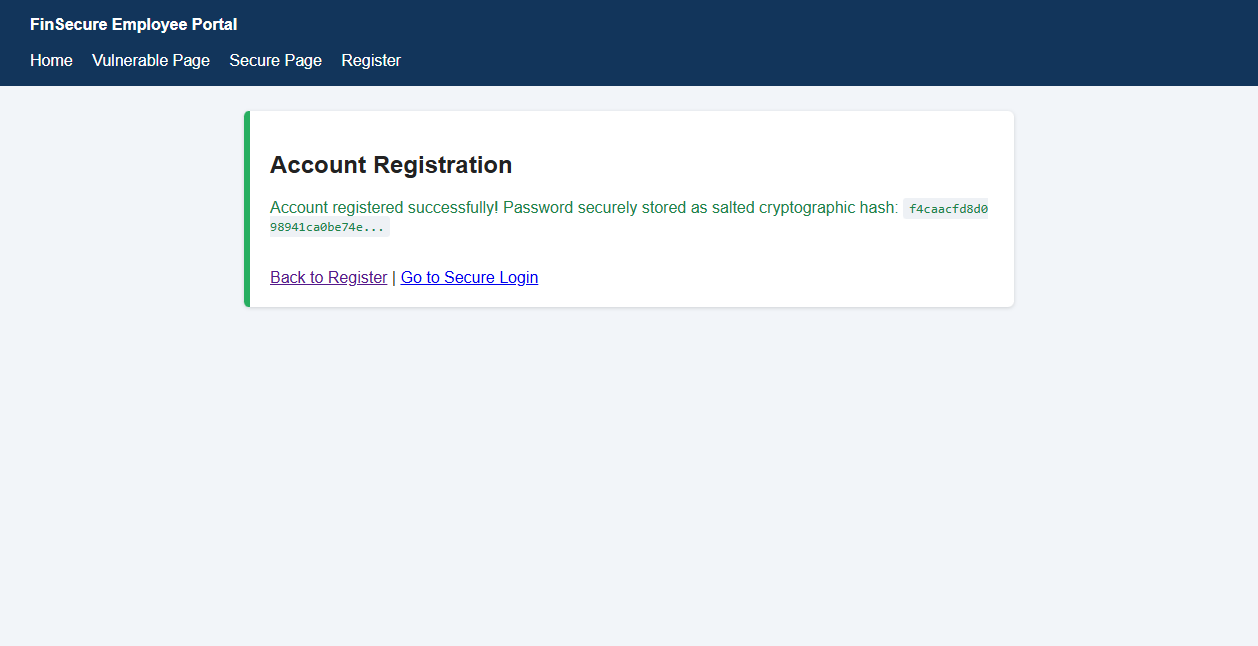 FinSecure Employee Portal
Home Vulnerable Page Secure Page Register
Account Registration
Account registered successfully! Password securely stored as salted cryptographic hash: f4caacfd8d0
98941ca0be74e...
Back to Register | Go to Secure Login